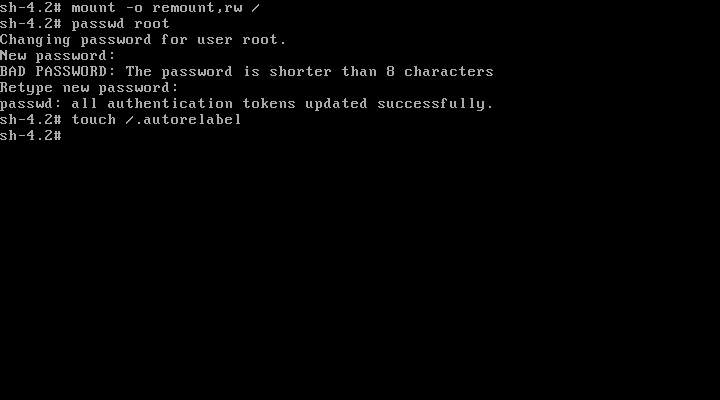 sh-4.2# mount -o remount,rw /
sh-4.2# passwd root
Changing password for user root.
New password:
BAD PASSWORD: The password is shorter than 8 characters
Retype new password:
passwd: all authentication tokens updated successfully.
sh-4.2# touch /.autorelabel
sh-4.2#